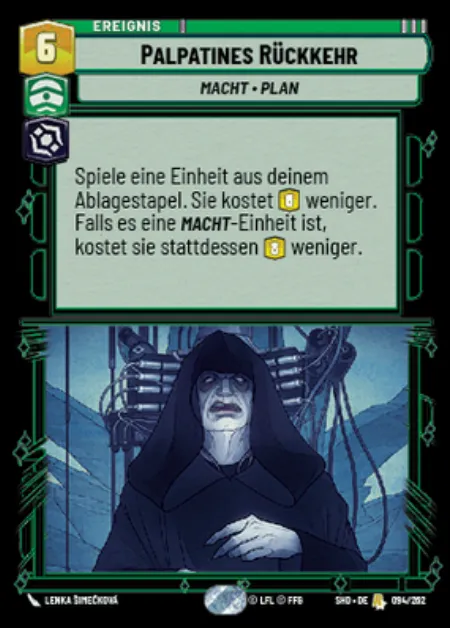 EREIGNIS
6
PALPATINES RÜCKKEHR
MACHT • PLAN
Spiele eine Einheit aus deinem
Ablagestapel. Sie kostet 6 weniger.
Falls es eine MACHT-Einheit ist,
kostet sie stattdessen 8 weniger.
LENKA ŠIMEČKOVÁ
© LFL © FFG
SHD • DE
094/262